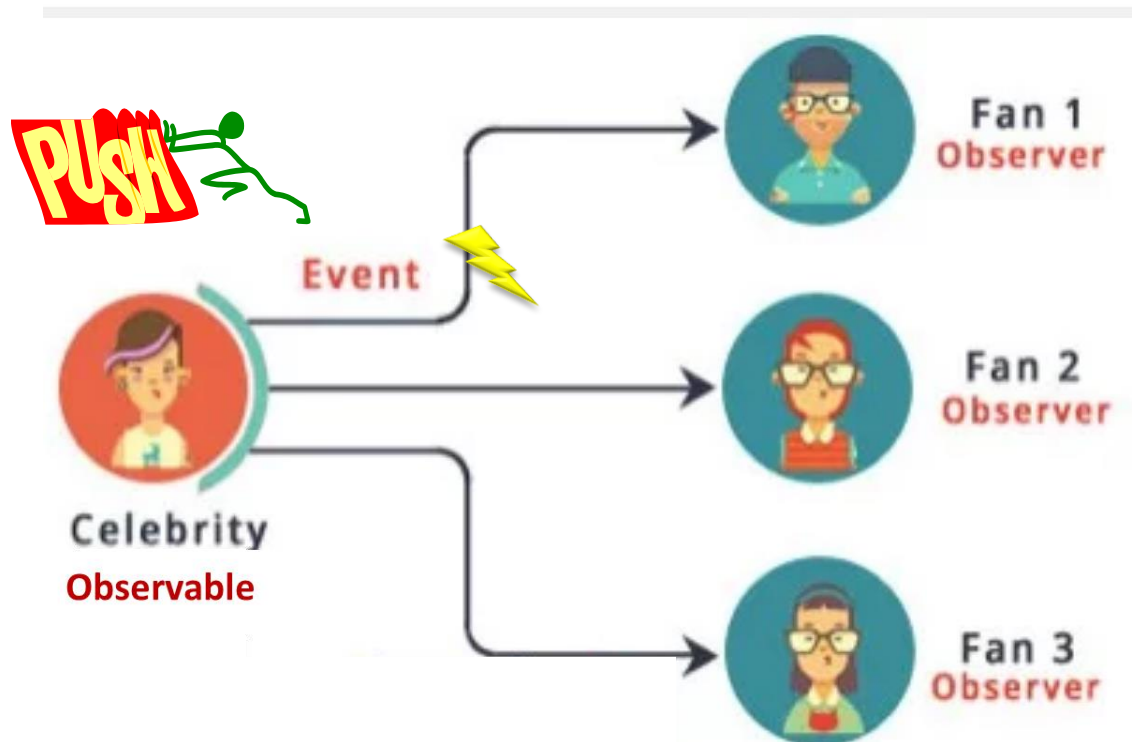 PUSH
Event
Celebrity
Observable
Fan 1
Observer
Fan 2
Observer
Fan 3
Observer